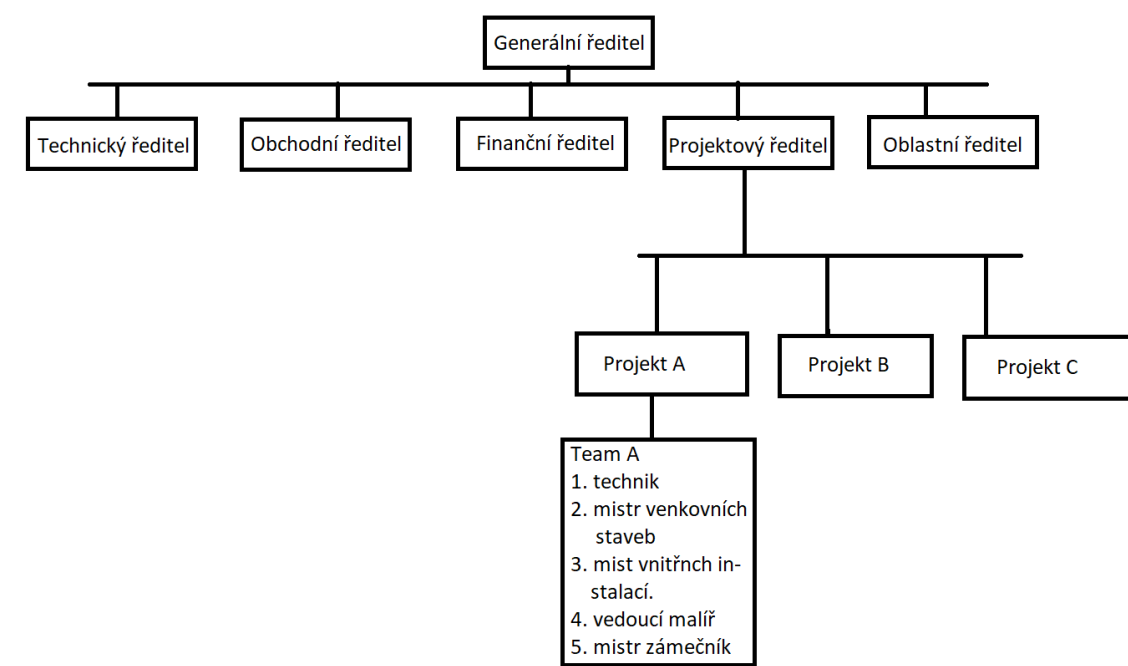 Generální ředitel
Technický ředitel
Obchodní ředitel
Finanční ředitel
Projektový ředitel
Oblastní ředitel
Projekt A
Projekt B
Projekt C
Team A
1. technik
2. mistr venkovních
staveb
3. mist vnitřnch in-
stalací.
4. vedoucí malíř
5. mistr zámečník